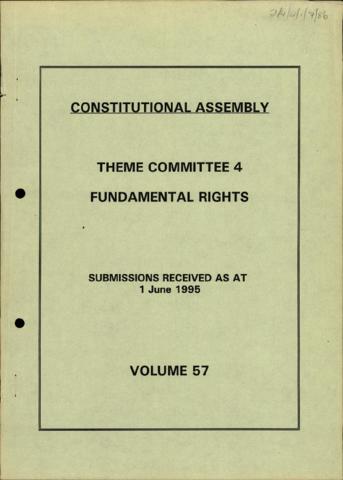 CONSTITUTIONAL ASSEMBLY
THEME COMMITTEE 4
FUNDAMENTAL RIGHTS
SUBMISSIONS RECEIVED AS AT
1 June 1995
VOLUME 57